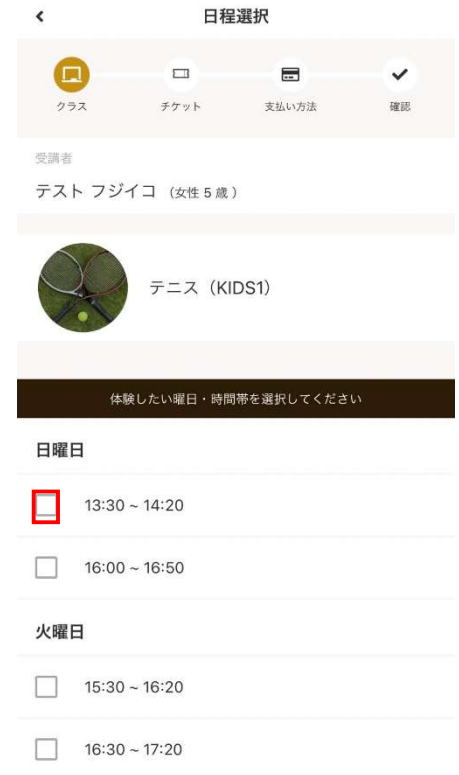 日程選択
クラス
チケット
支払い方法
確認
受講者
テスト フジイコ （女性 5 歳 ）
テニス（KIDS1）
体験したい曜日・時間帯を選択してください
日曜日
13:30 ~ 14:20
16:00 ~ 16:50
火曜日
15:30 ~ 16:20
16:30 ~ 17:20